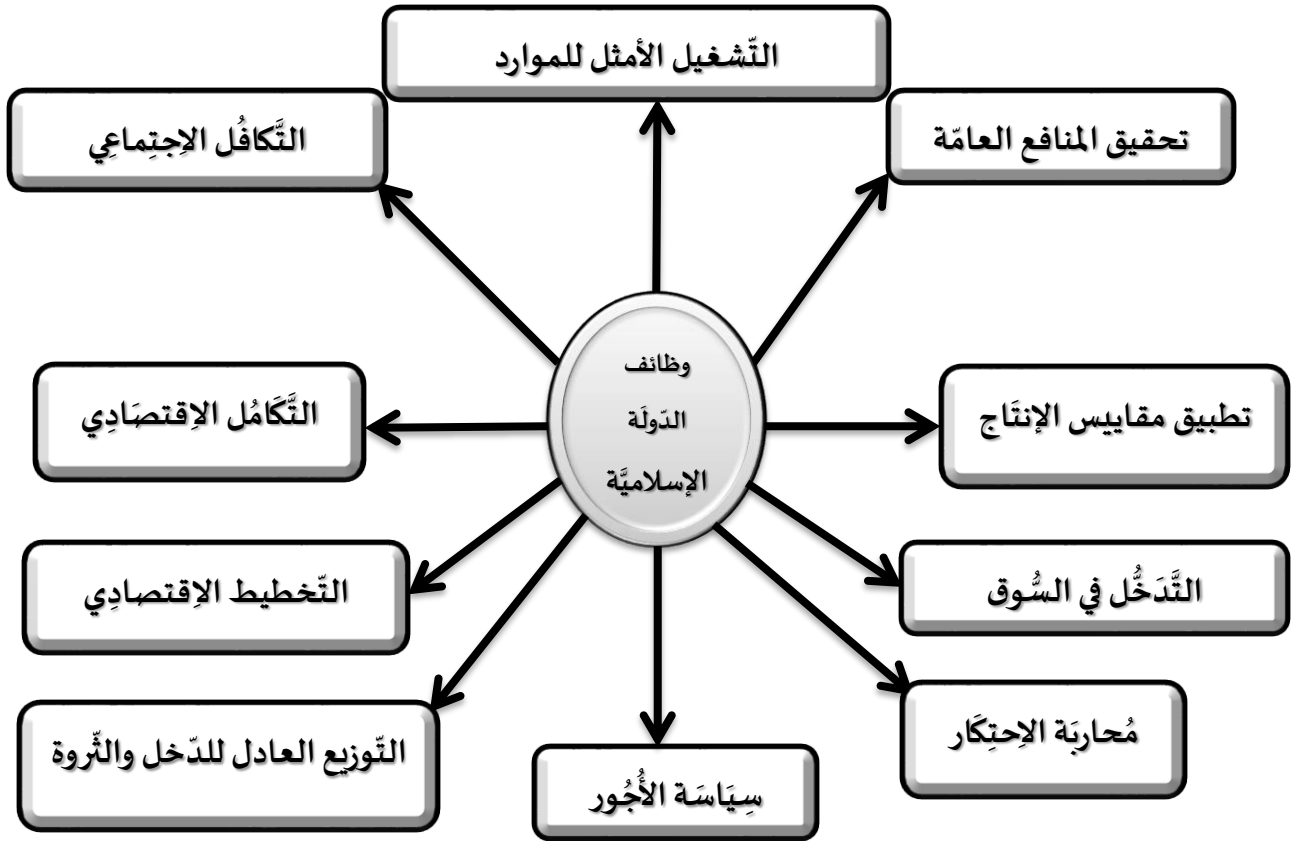 التّشغيل الأمثل للموارد
تحقيق المنافع العامّة
التَّكافُل الاِجتِماعِي
وظائف
الدّولَة
الإسلاميَّة
تطبيق مقاييس الإنتَاج
التَّكَامُل الاِقتصَادِي
التَّدَخُّل في السُّوق
التّخطيط الاِقتصادِي
مُحاربَة الاِحتِكَار
التّوزيع العادل للدّخل والثّروة
سِيَاسَة الأُجُور